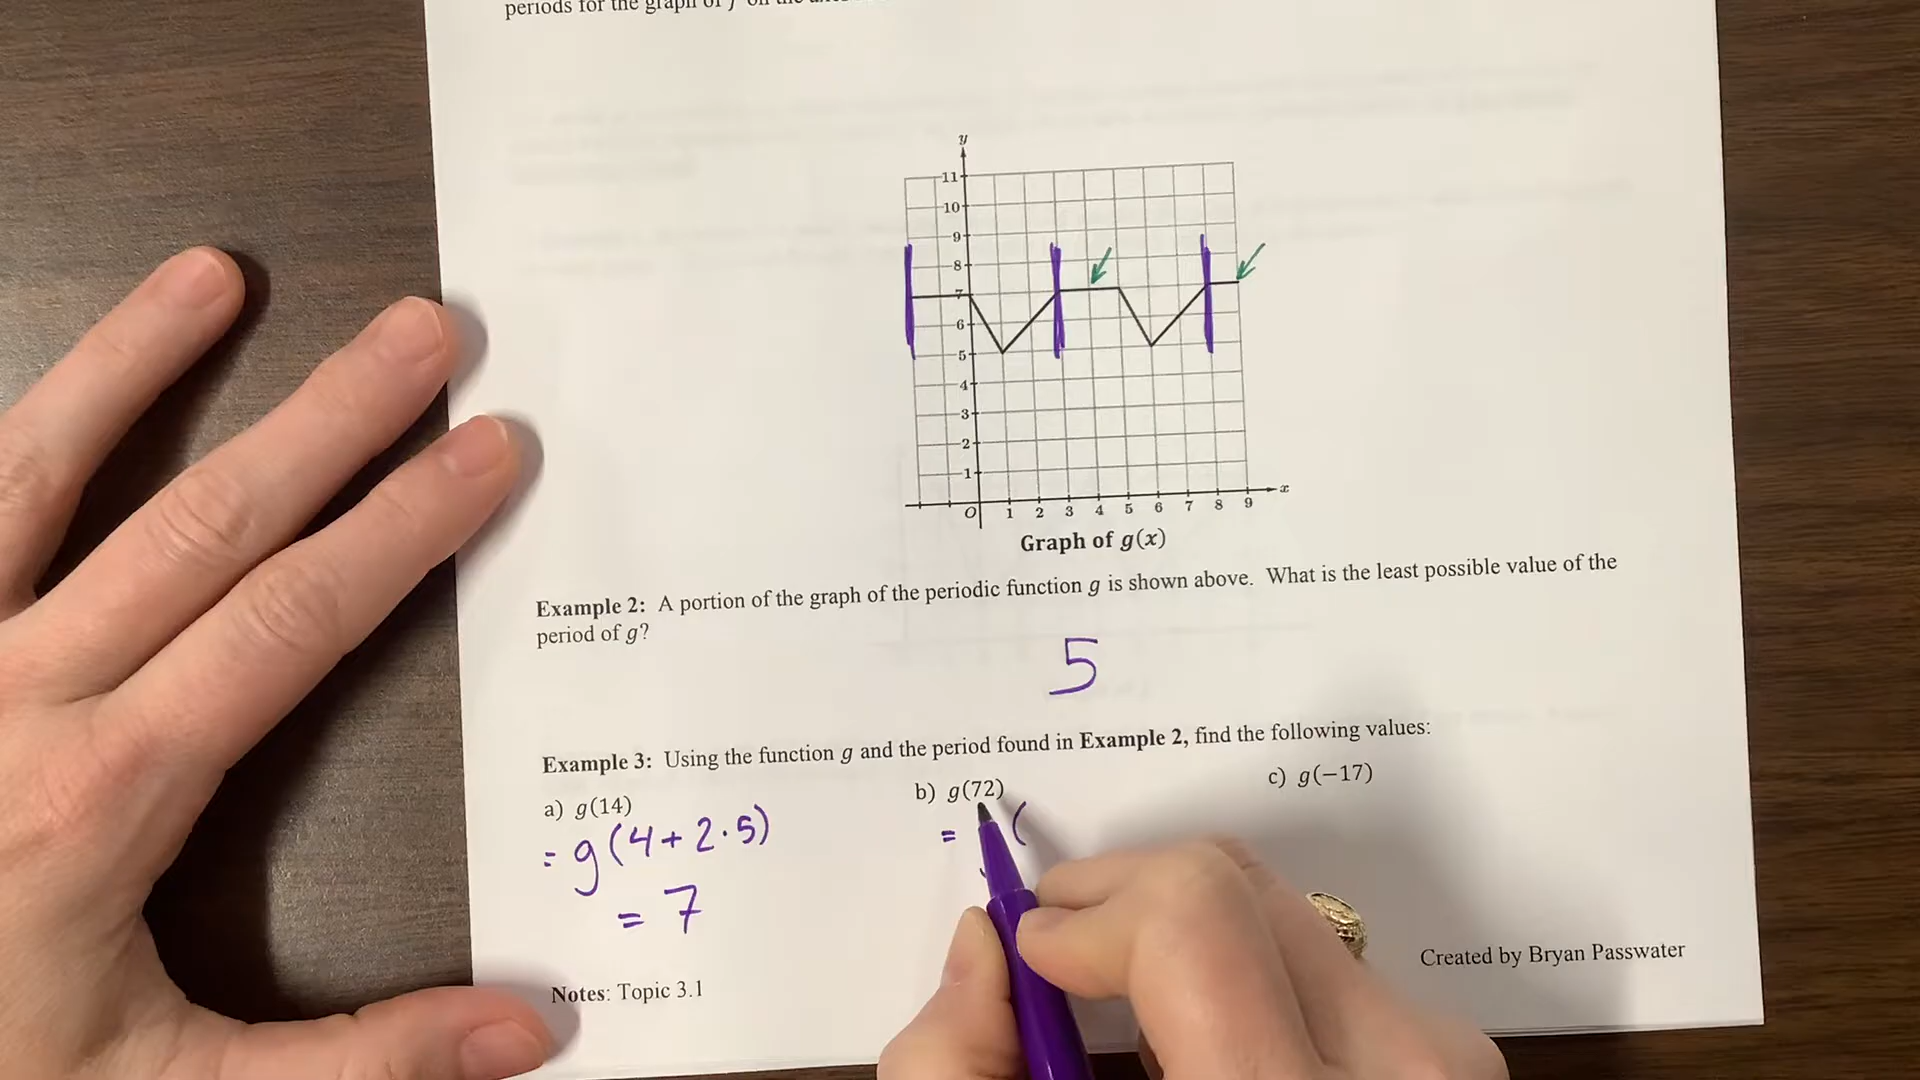 periods for the graph of f on the
y
11
10
9
8
7
6
5
4
3
2
1
O 1 2 3 4 5 6 7 8 9 x
Graph of g(x)
Example 2: A portion of the graph of the periodic function g is shown above. What is the least possible value of the
period of g?
5
Example 3: Using the function g and the period found in Example 2, find the following values:
a) g(14) b) g(72) c) g(−17)
= g(4+2·5) = (
= 7
Created by Bryan Passwater
Notes: Topic 3.1